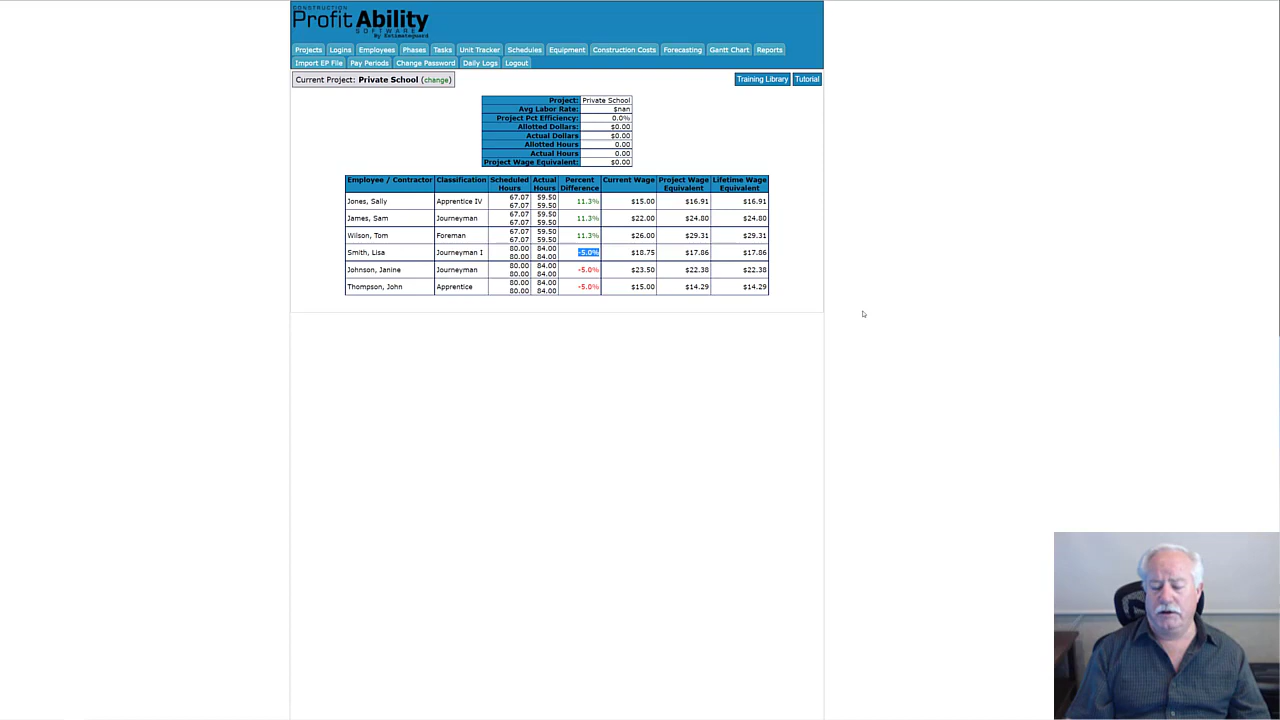 CONSTRUCTION
Profit Ability
SOFTWARE
By Estimateguard
Projects Logins Employees Phases Tasks Unit Tracker Schedules Equipment Construction Costs Forecasting Gantt Chart Reports
Import EP File Pay Periods Change Password Daily Logs Logout
Current Project: Private School (change) Training Library Tutorial
Project: Private School
Avg Labor Rate: $nan
Project Pct Efficiency: 0.0%
Allotted Dollars: $0.00
Actual Dollars $0.00
Allotted Hours 0.00
Actual Hours 0.00
Project Wage Equivalent: $0.00
Employee / Contractor Classification Scheduled Actual Percent Current Wage Project Wage Lifetime Wage
Hours Hours Difference Equivalent Equivalent
67.07 59.50
Jones, Sally Apprentice IV 11.3% $15.00 $16.91 $16.91
67.07 59.50
67.07 59.50
James, Sam Journeyman 11.3% $22.00 $24.80 $24.80
67.07 59.50
67.07 59.50
Wilson, Tom Foreman 11.3% $26.00 $29.31 $29.31
67.07 59.50
80.00 84.00
Smith, Lisa Journeyman I -5.0% $18.75 $17.86 $17.86
80.00 84.00
80.00 84.00
Johnson, Janine Journeyman -5.0% $23.50 $22.38 $22.38
80.00 84.00
80.00 84.00
Thompson, John Apprentice -5.0% $15.00 $14.29 $14.29
80.00 84.00